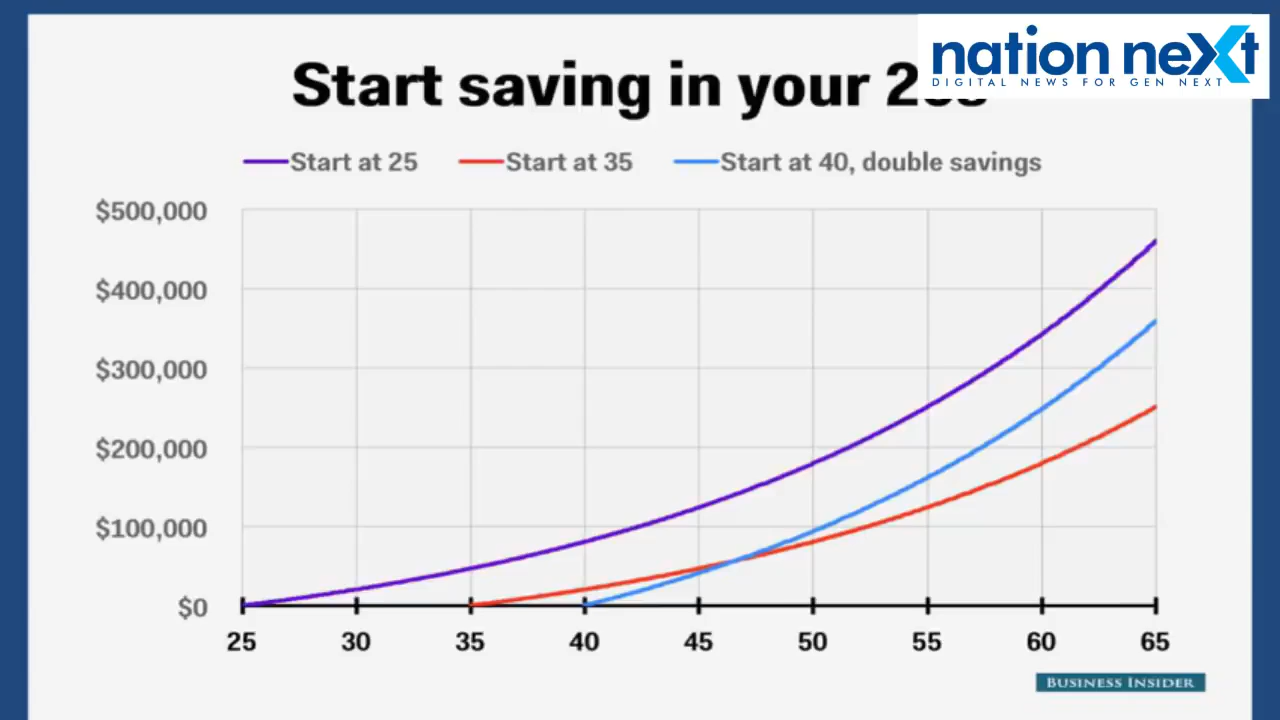 nation next
DIGITAL NEWS FOR GEN NEXT
Start saving in your
Start at 25 Start at 35 Start at 40, double savings
$500,000
$400,000
$300,000
$200,000
$100,000
$0
25 30 35 40 45 50 55 60 65
BUSINESS INSIDER